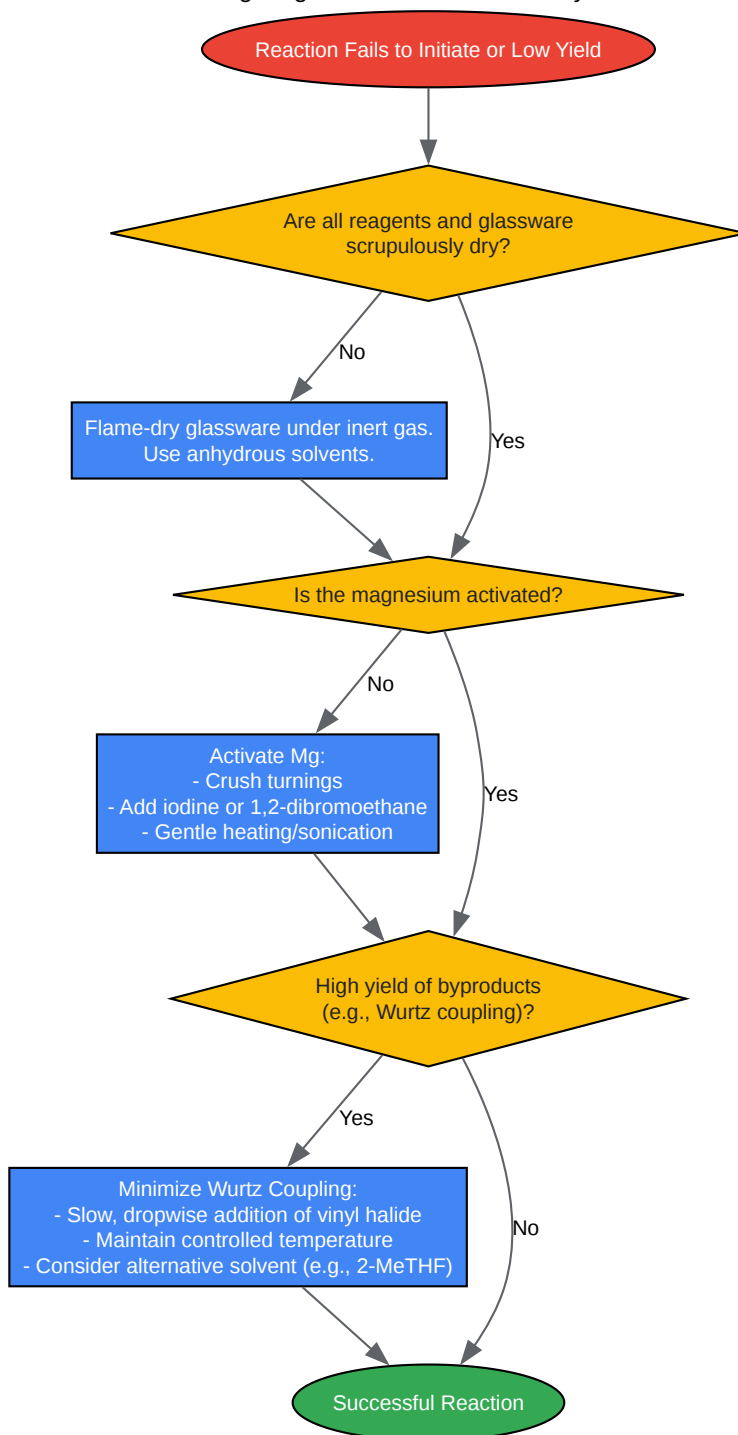 Reaction Fails to Initiate or Low Yield
Are all reagents and glassware
scrupulously dry?
No
Flame-dry glassware under inert gas.
Use anhydrous solvents.
Yes
Is the magnesium activated?
No
Activate Mg:
- Crush turnings
- Add iodine or 1,2-dibromoethane
- Gentle heating/sonication
Yes
High yield of byproducts
(e.g., Wurtz coupling)?
Yes
Minimize Wurtz Coupling:
- Slow, dropwise addition of vinyl halide
- Maintain controlled temperature
- Consider alternative solvent (e.g., 2-MeTHF)
No
Successful Reaction